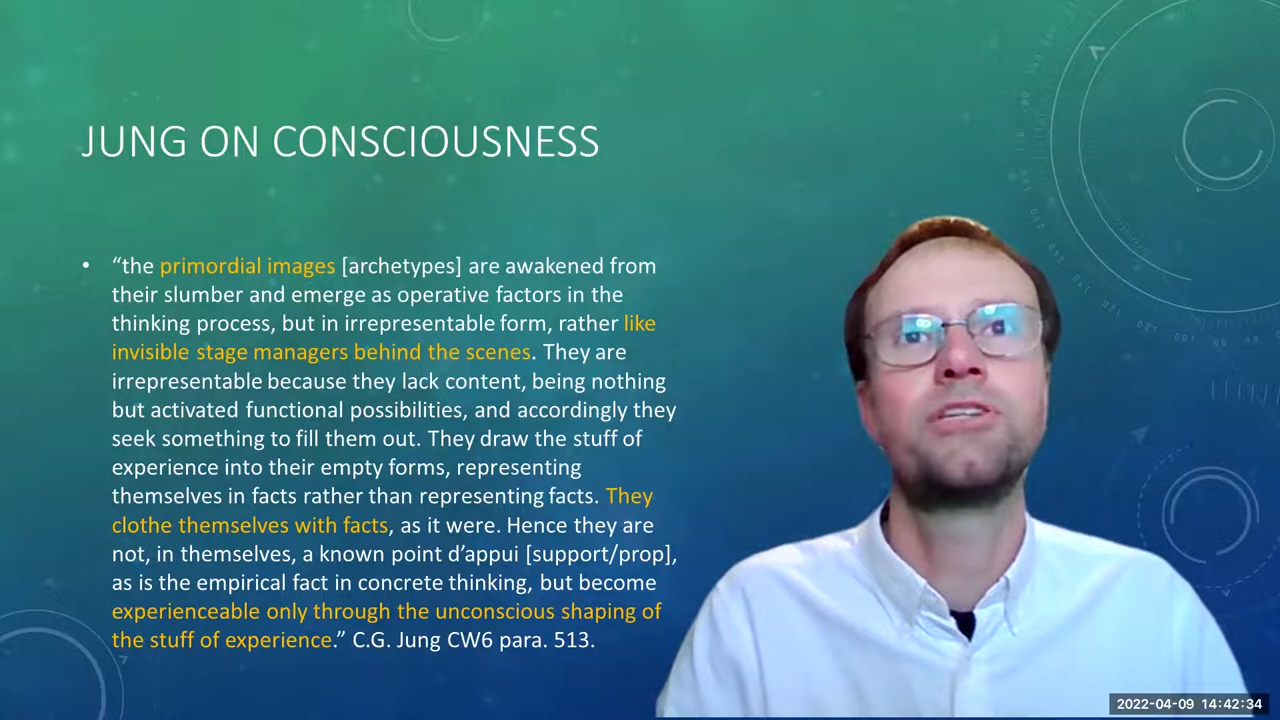 JUNG ON CONSCIOUSNESS
• “the primordial images [archetypes] are awakened from
their slumber and emerge as operative factors in the
thinking process, but in irrepresentable form, rather like
invisible stage managers behind the scenes. They are
irrepresentable because they lack content, being nothing
but activated functional possibilities, and accordingly they
seek something to fill them out. They draw the stuff of
experience into their empty forms, representing
themselves in facts rather than representing facts. They
clothe themselves with facts, as it were. Hence they are
not, in themselves, a known point d’appui [support/prop],
as is the empirical fact in concrete thinking, but become
experienceable only through the unconscious shaping of
the stuff of experience.” C.G. Jung CW6 para. 513.
2022-04-09 14:42:34